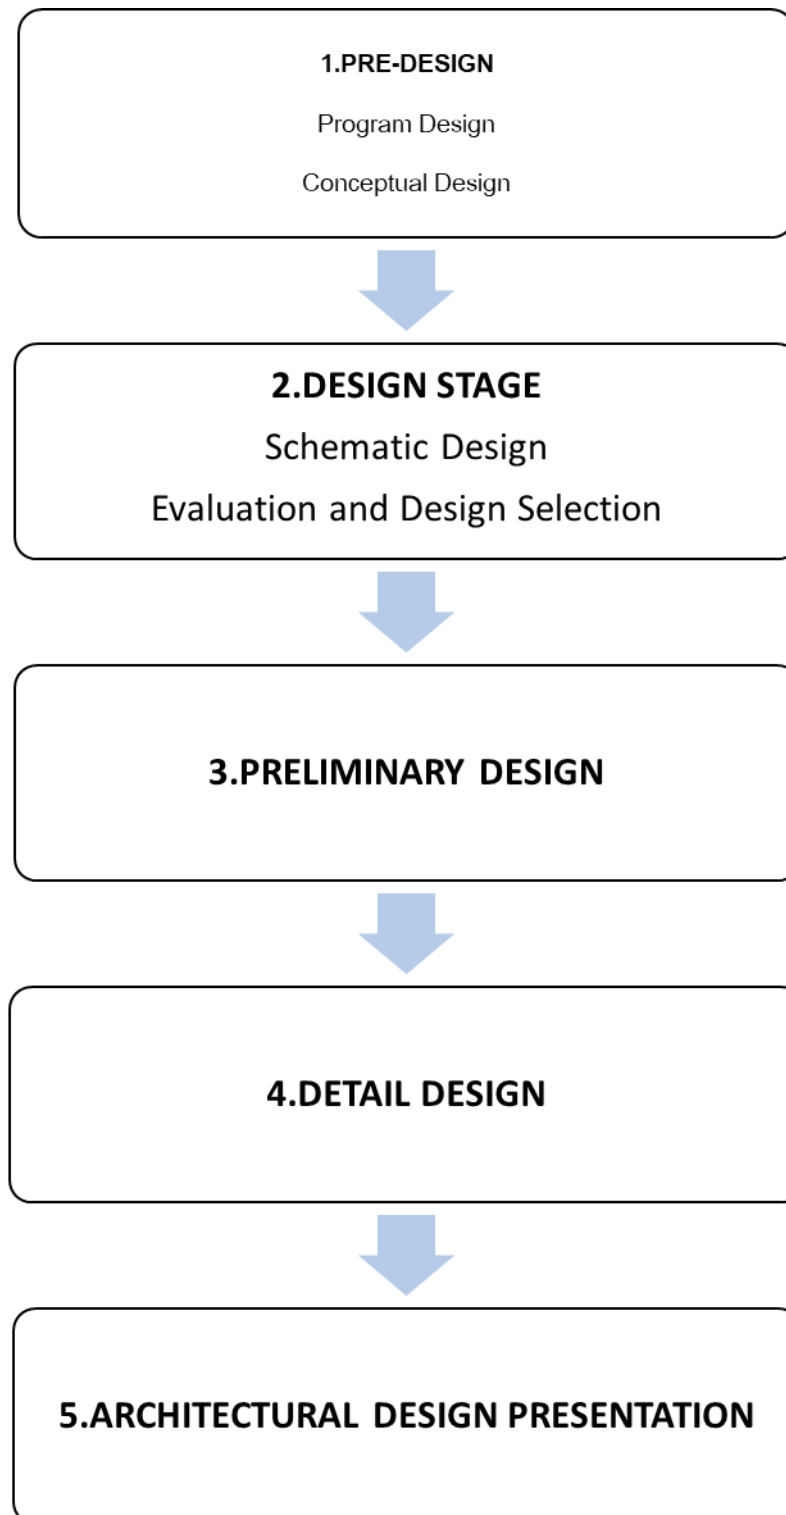 1.PRE-DESIGN
Program Design
Conceptual Design
2.DESIGN STAGE
Schematic Design
Evaluation and Design Selection
3.PRELIMINARY DESIGN
4.DETAIL DESIGN
5.ARCHITECTURAL DESIGN PRESENTATION